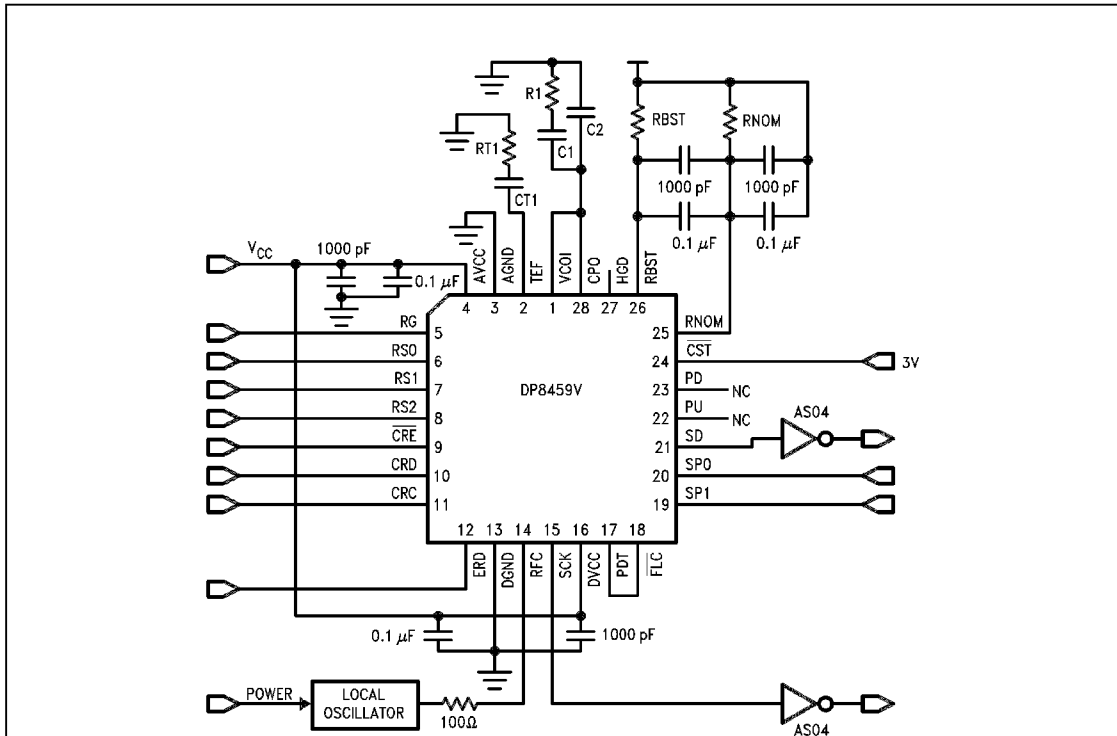 R1
C2
C1
RT1
CT1
RBST
RNOM
1000 pF
1000 pF
0.1 μF
0.1 μF
VCC
1000 pF
0.1 μF
AVCC
AGND
TEF
VCOI
CPO
HGD
RBST
4
3
2
1
28
27
26
RG
5
RS0
6
RS1
7
RS2
8
CRE
9
CRD
10
CRC
11
DP8459V
25
RNOM
24
CST
3V
23
PD
NC
22
PU
NC
21
SD
AS04
20
SP0
19
SP1
12
13
14
15
16
17
18
ERD
DGND
RFC
SCK
DVCC
PDT
FLC
0.1 μF
1000 pF
POWER
LOCAL
OSCILLATOR
100Ω
AS04